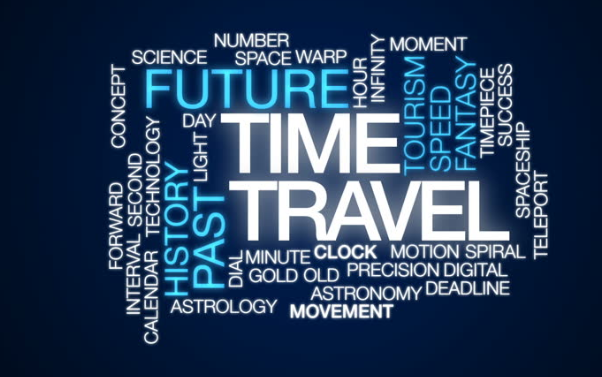 NUMBER
SCIENCE
SPACE WARP
HOUR
INFINITY
MOMENT
CONCEPT
FUTURE
TOURISM
SPEED
FANTASY
TIMEPIECE
SUCCESS
DAY
LIGHT
TIME
TRAVEL
SPACESHIP
TELEPORT
FORWARD
INTERVAL
SECOND
CALENDAR
TECHNOLOGY
HISTORY
PAST
DIAL
MINUTE
CLOCK
MOTION
SPIRAL
GOLD
OLD
PRECISION
DIGITAL
ASTROLOGY
ASTRONOMY
DEADLINE
MOVEMENT